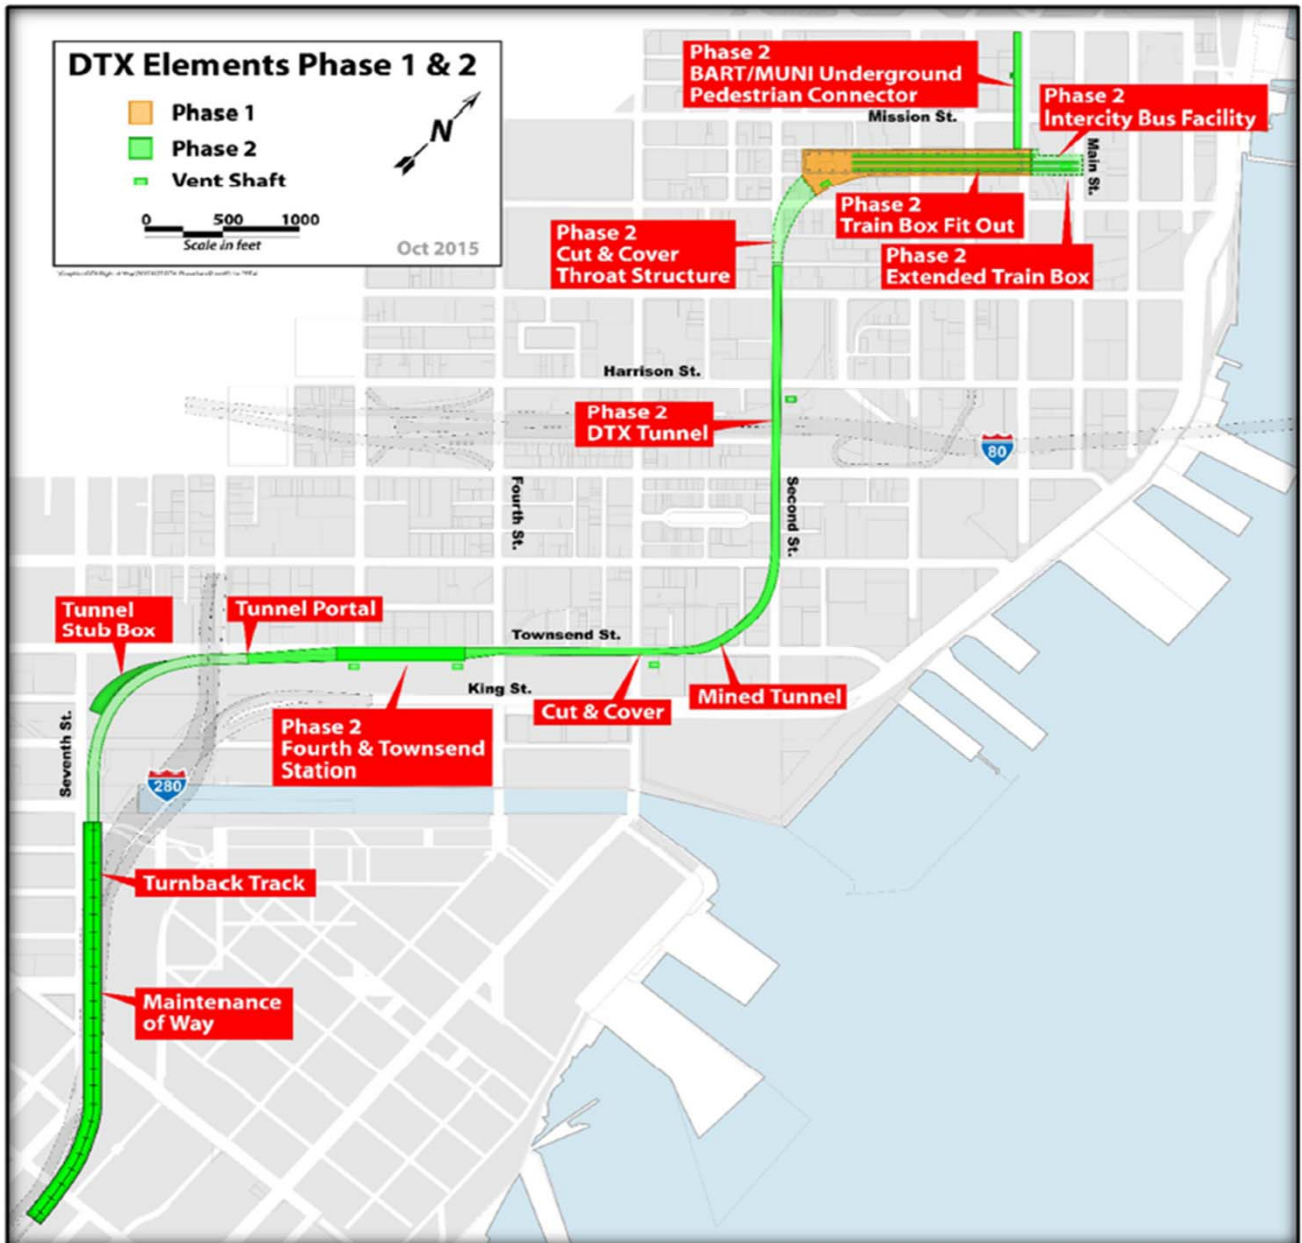 DTX Elements Phase 1 & 2
Phase 1
Phase 2
Vent Shaft
N
0 500 1000
Scale in feet
Oct 2015
Phase 2
BART/MUNI Underground
Pedestrian Connector
Mission St.
Phase 2
Intercity Bus Facility
Main St.
Phase 2
Train Box Fit Out
Phase 2
Cut & Cover
Throat Structure
Phase 2
Extended Train Box
Harrison St.
Phase 2
DTX Tunnel
80
Fourth St.
Second St.
Tunnel
Stub Box
Tunnel Portal
Townsend St.
King St.
Mined Tunnel
Cut & Cover
Seventh St.
Phase 2
Fourth & Townsend
Station
280
Turnback Track
Maintenance
of Way